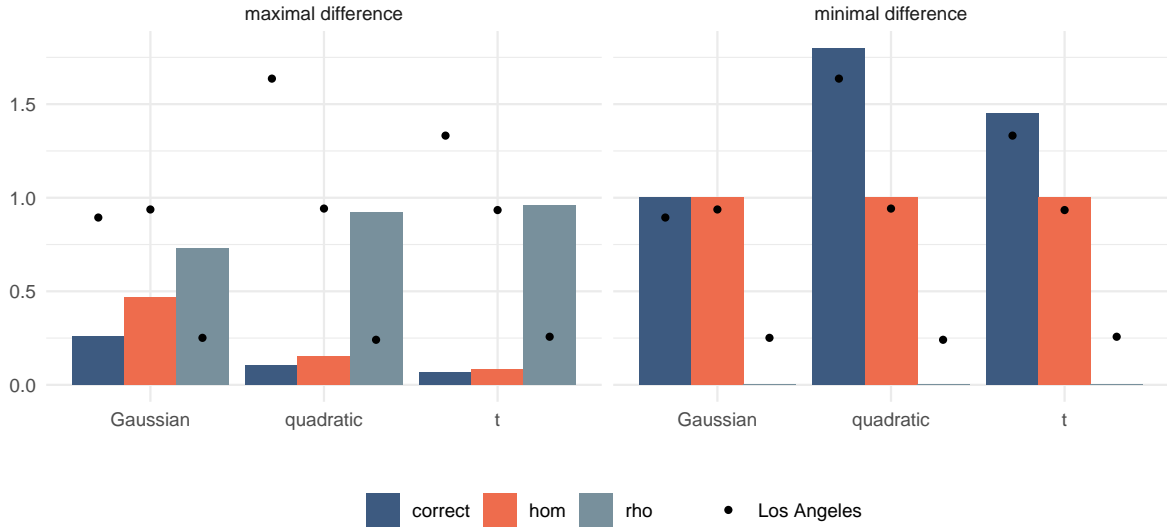 maximal difference
minimal difference
1.5
1.0
0.5
0.0
Gaussian quadratic t
Gaussian quadratic t
correct hom rho Los Angeles